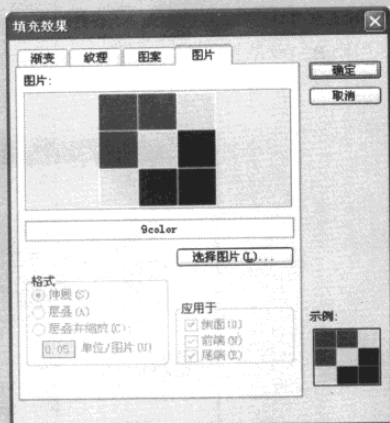 填充效果
渐变 纹理 图案 图片
图片:
确定
取消
9color
选择图片(L)...
格式
伸展(S)
层叠(A)
层叠并缩放(C):
0.05 单位/图片(U)
应用于
侧面(D)
前端(N)
尾端(E)
示例: